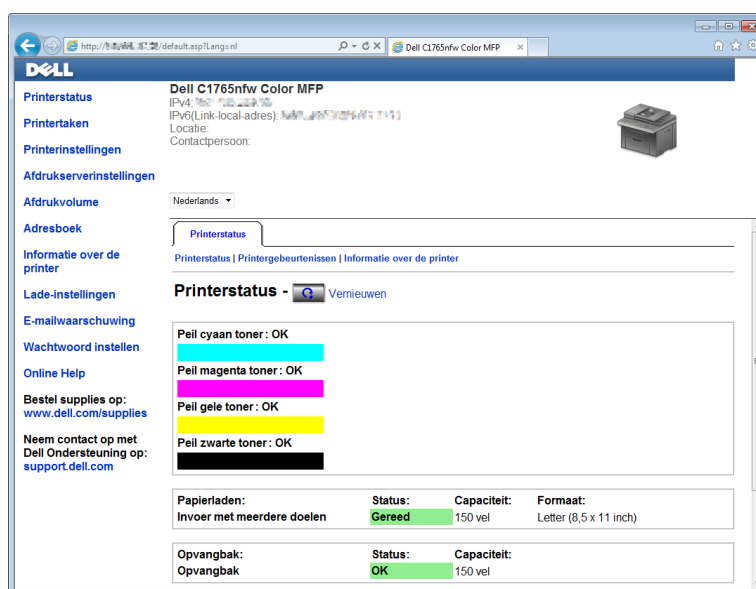 http:// /default.asp?Lang=nl
Dell C1765nfw Color MFP
DELL
Printerstatus
Printertaken
Printerinstellingen
Afdrukserverinstellingen
Afdrukvolume
Adresboek
Informatie over de
printer
Lade-instellingen
E-mailwaarschuwing
Wachtwoord instellen
Online Help
Bestel supplies op:
www.dell.com/supplies
Neem contact op met
Dell Ondersteuning op:
support.dell.com
Dell C1765nfw Color MFP
IPv4:
IPv6(Link-local-adres):
Locatie:
Contactpersoon:
Nederlands
Printerstatus
Printerstatus | Printergebeurtenissen | Informatie over de printer
Printerstatus - Vernieuwen
Peil cyaan toner: OK
Peil magenta toner: OK
Peil gele toner: OK
Peil zwarte toner: OK
Papierladen: Status: Capaciteit: Formaat:
Invoer met meerdere doelen Gereed 150 vel Letter (8,5 x 11 inch)
Opvangbak: Status: Capaciteit:
Opvangbak OK 150 vel